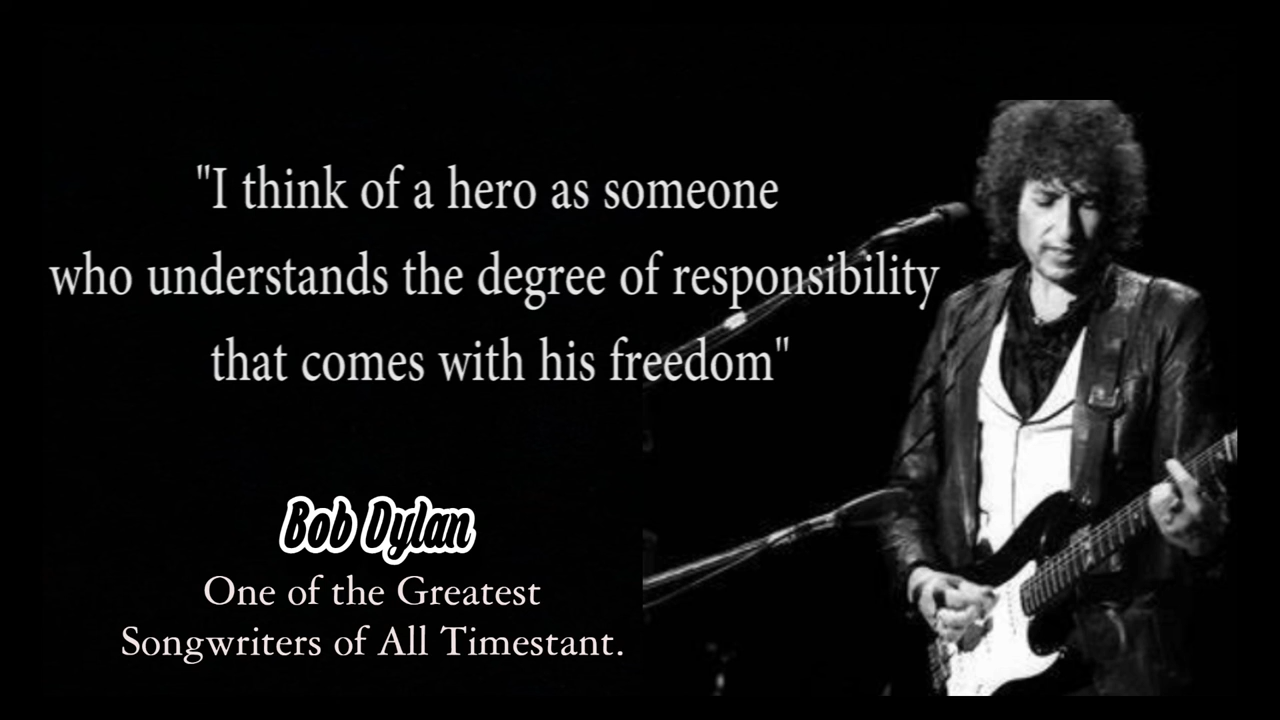 "I think of a hero as someone
who understands the degree of responsibility
that comes with his freedom"
Bob Dylan
One of the Greatest
Songwriters of All Timestant.